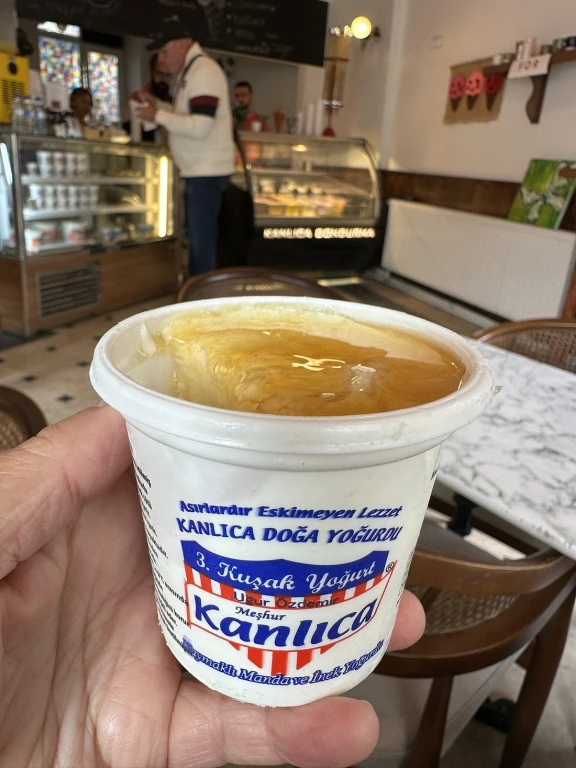 KANLICA DONDURMA
Asırlardır Eskimeyen Lezzet
KANLICA DOĞA YOĞURDU
3. Kuşak Yoğurt
®
Uğur Özdemir
Meşhur
Kanlıca
Kaymaklı Manda ve İnek Yoğurdu